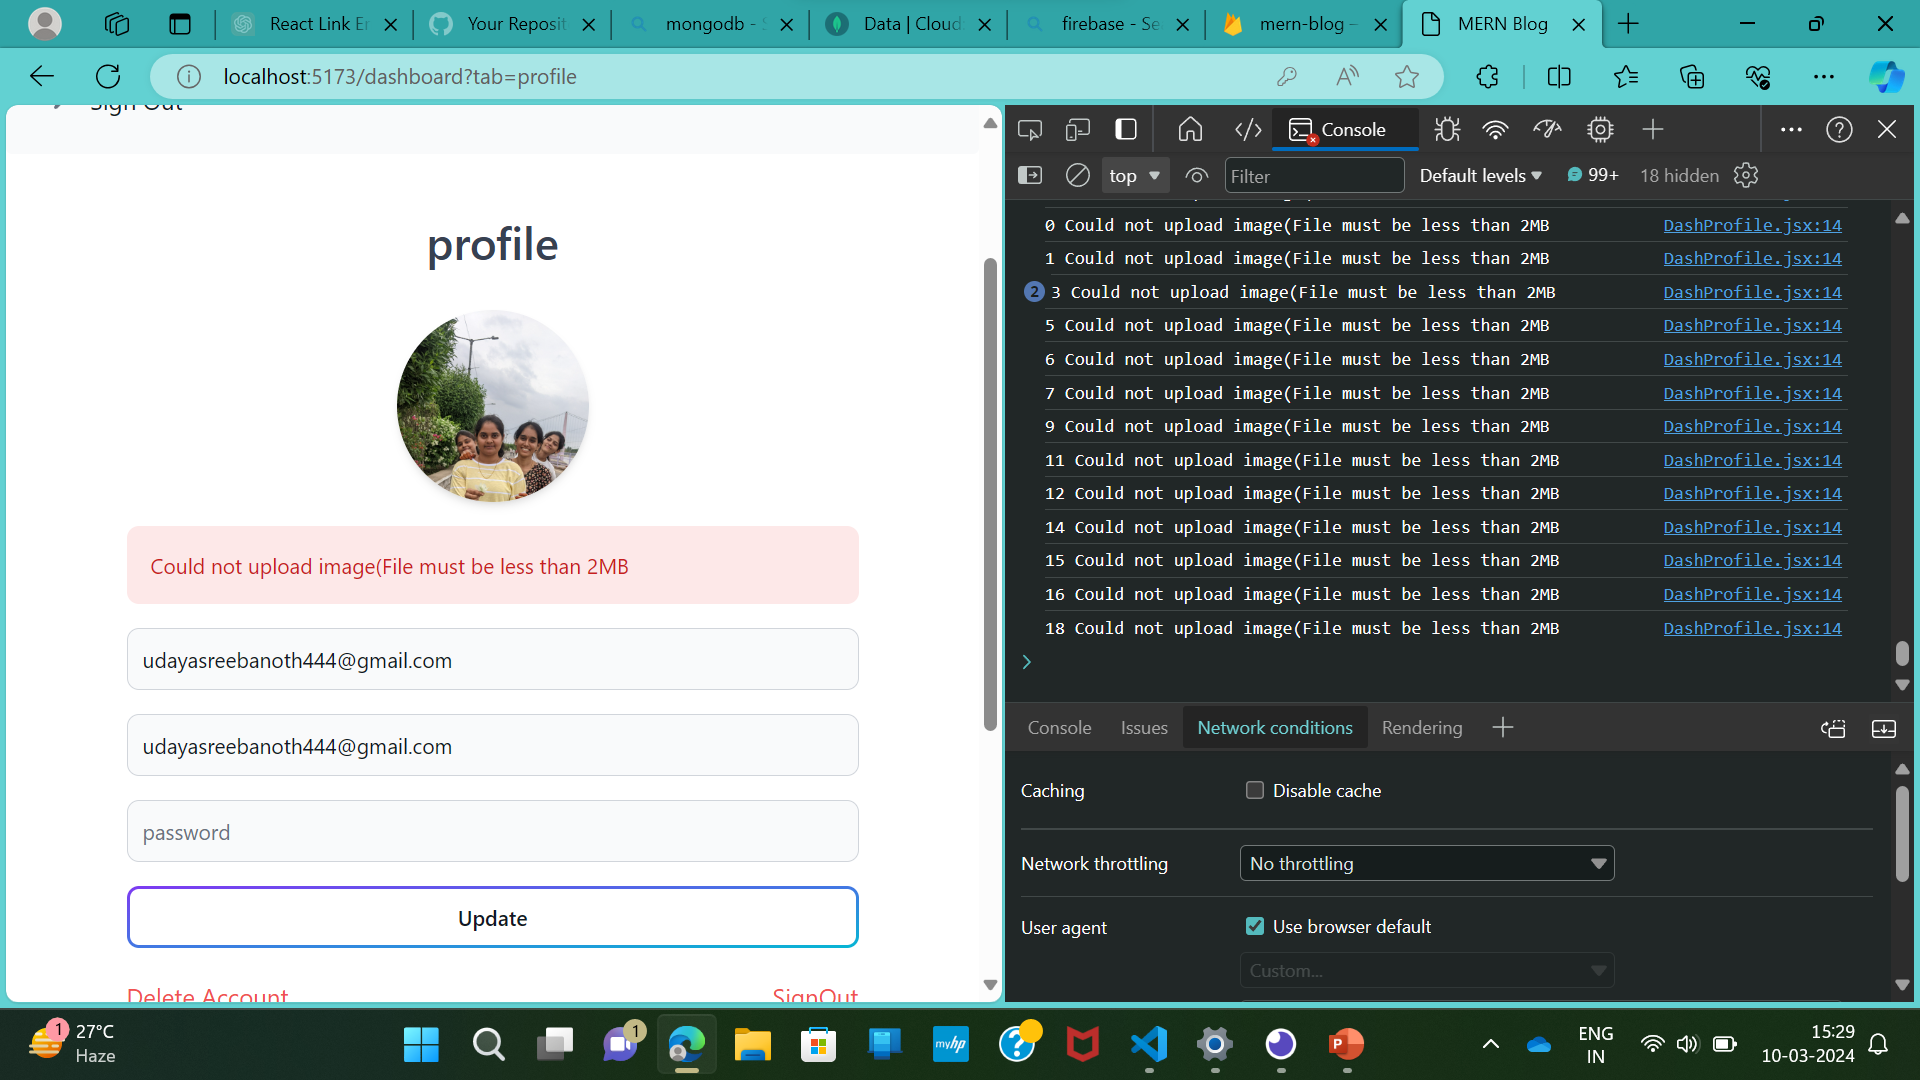 React Link Er
Your Reposit
mongodb - S
Data | Cloud
firebase - Se
mern-blog –
MERN Blog
localhost:5173/dashboard?tab=profile
Sign Out
profile
Could not upload image(File must be less than 2MB
udayasreebanoth444@gmail.com
udayasreebanoth444@gmail.com
password
Update
Delete Account
SignOut
Console
top
Filter
Default levels
99+
18 hidden
0 Could not upload image(File must be less than 2MB DashProfile.jsx:14
1 Could not upload image(File must be less than 2MB DashProfile.jsx:14
2 3 Could not upload image(File must be less than 2MB DashProfile.jsx:14
5 Could not upload image(File must be less than 2MB DashProfile.jsx:14
6 Could not upload image(File must be less than 2MB DashProfile.jsx:14
7 Could not upload image(File must be less than 2MB DashProfile.jsx:14
9 Could not upload image(File must be less than 2MB DashProfile.jsx:14
11 Could not upload image(File must be less than 2MB DashProfile.jsx:14
12 Could not upload image(File must be less than 2MB DashProfile.jsx:14
14 Could not upload image(File must be less than 2MB DashProfile.jsx:14
15 Could not upload image(File must be less than 2MB DashProfile.jsx:14
16 Could not upload image(File must be less than 2MB DashProfile.jsx:14
18 Could not upload image(File must be less than 2MB DashProfile.jsx:14
Console Issues Network conditions Rendering
Caching Disable cache
Network throttling No throttling
User agent Use browser default
Custom...
1 27°C
Haze
1
myhp
P
ENG
IN
15:29
10-03-2024